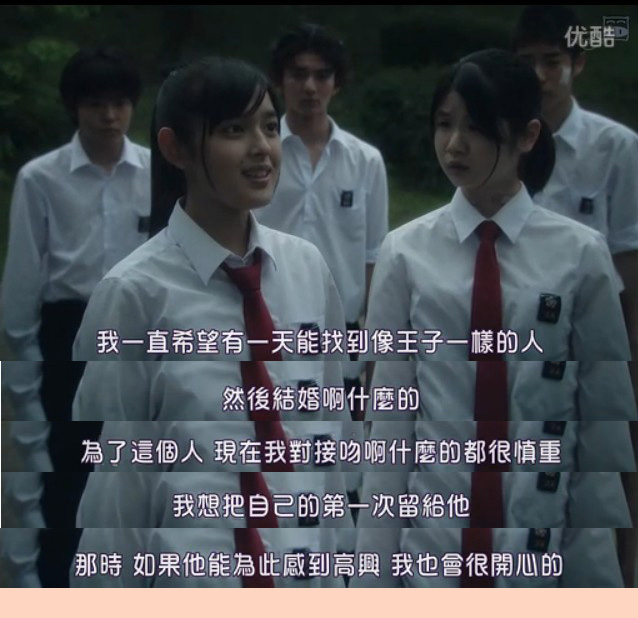 优酷
我一直希望有一天能找到像王子一樣的人
然後結婚啊什麼的
為了這個人 現在我對接吻啊什麼的都很慎重
我想把自己的第一次留給他
那時 如果他能為此感到高興 我也會很開心的